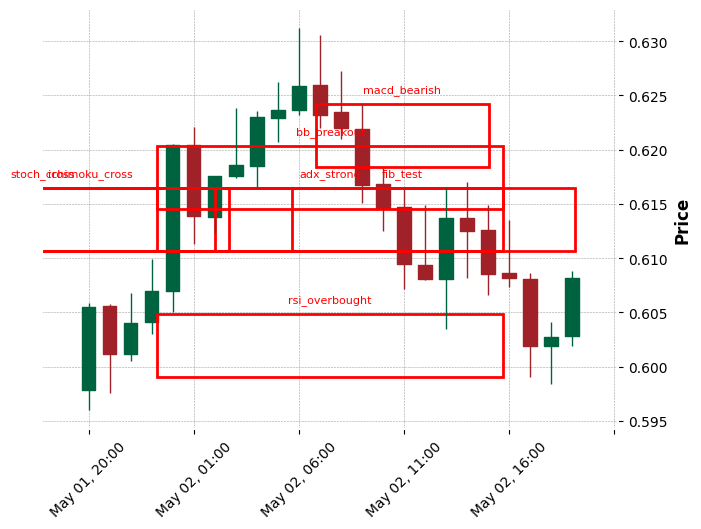 0.630
macd_bearish
0.625
bb_breakout
0.620
stoch_cross
ichimoku_cross
adx_strong
fib_test
0.615
Price
0.610
rsi_overbought
0.605
0.600
0.595
May 01, 20:00
May 02, 01:00
May 02, 06:00
May 02, 11:00
May 02, 16:00